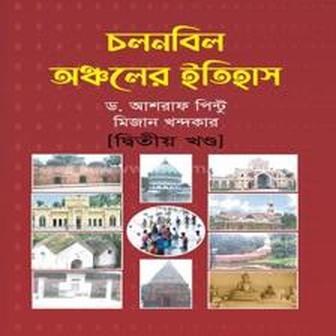 চলনবিল
অঞ্চলের ইতিহাস
ড. আশরাফ পিন্টু
মিজান খন্দকার
[দ্বিতীয় খণ্ড]